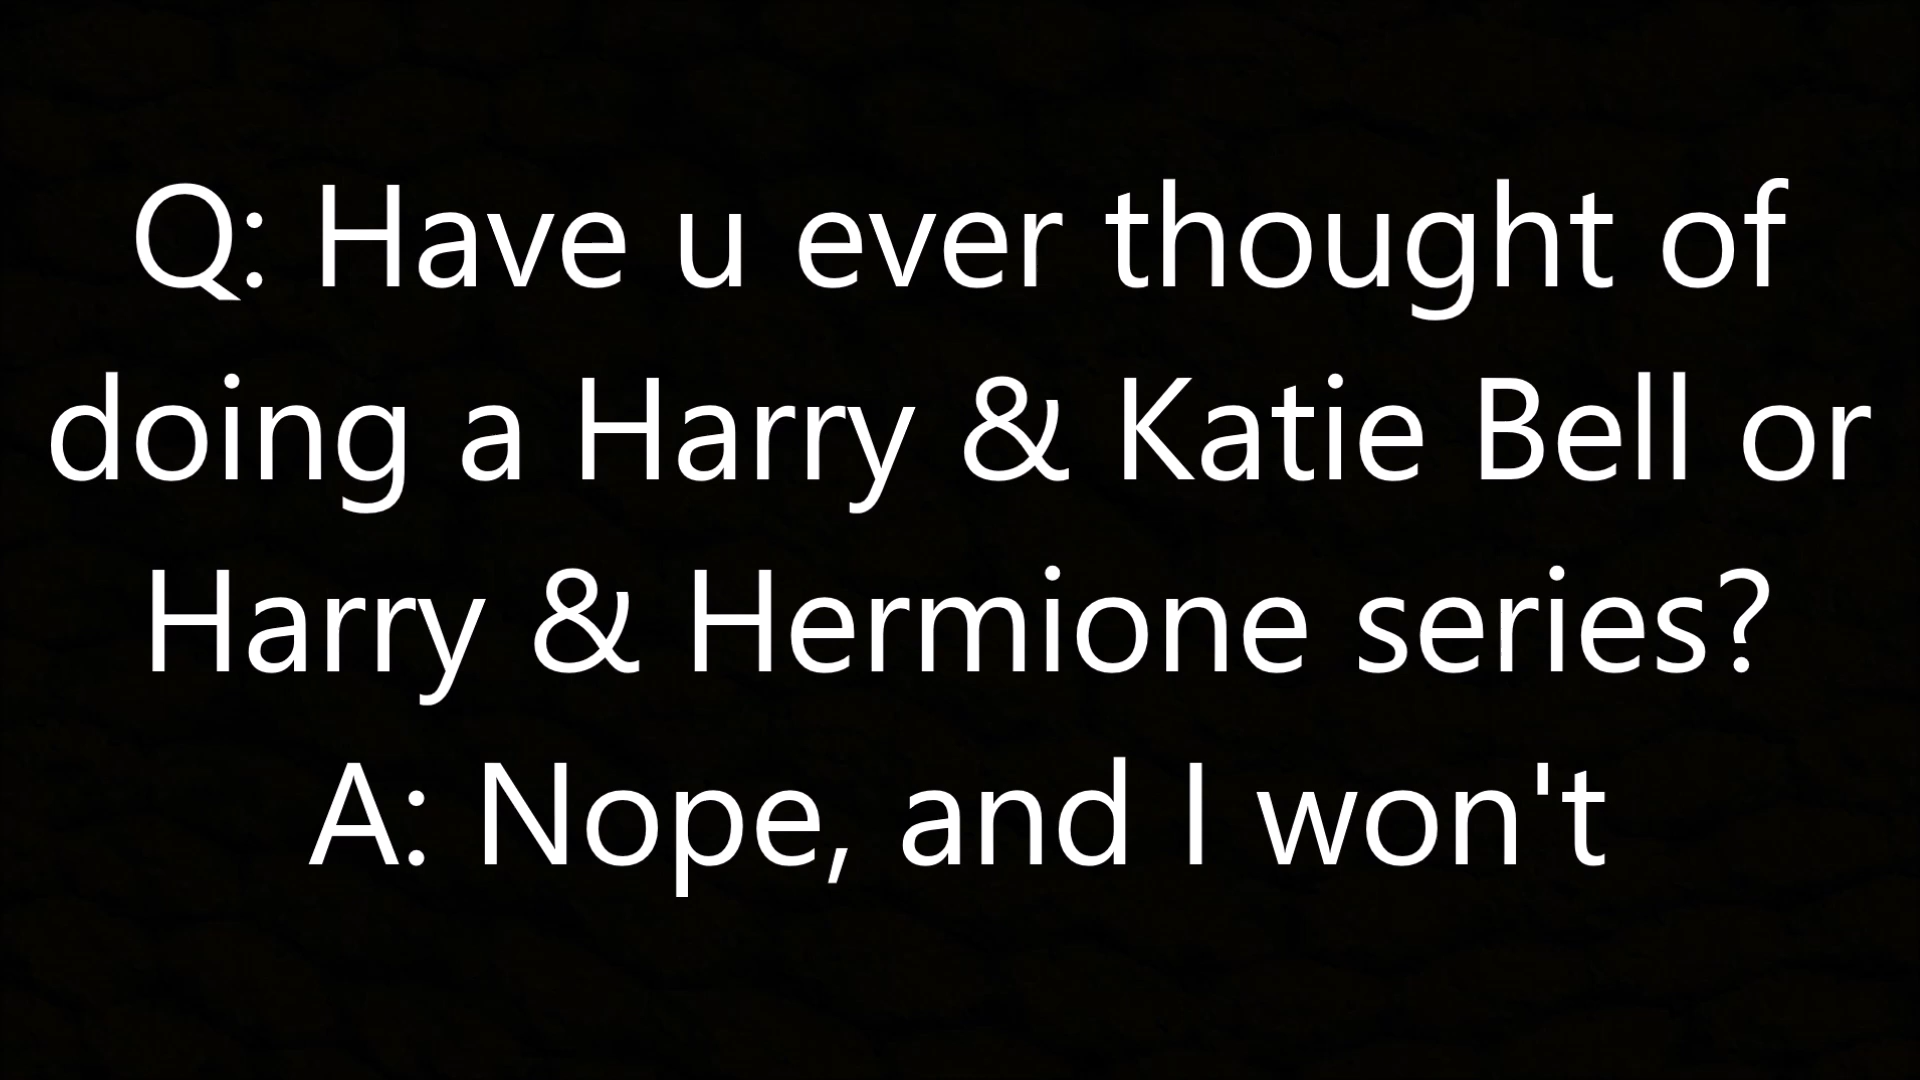 Q: Have u ever thought of
doing a Harry & Katie Bell or
Harry & Hermione series?
A: Nope, and I won't